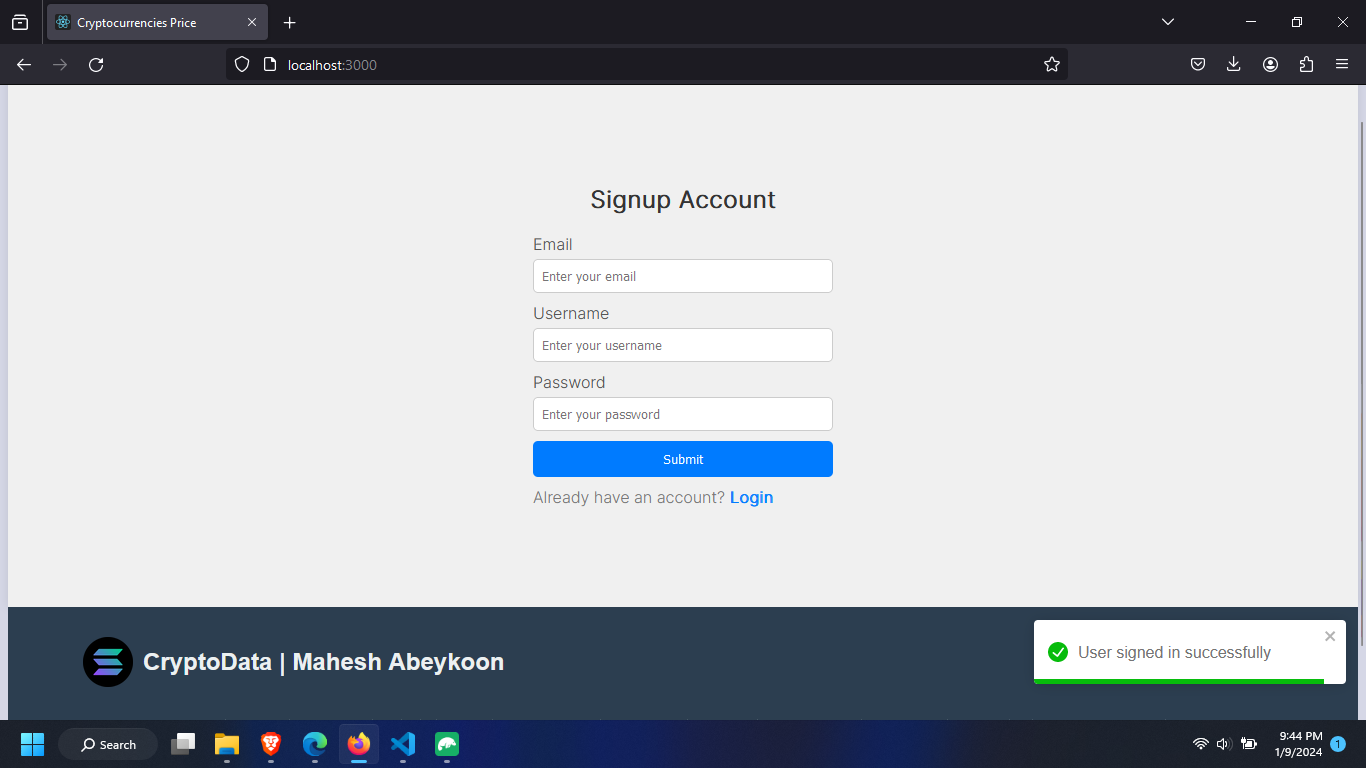 Cryptocurrencies Price
localhost:3000
Signup Account
Email
Enter your email
Username
Enter your username
Password
Enter your password
Submit
Already have an account? Login
CryptoData | Mahesh Abeykoon
User signed in successfully
Search
9:44 PM
1/9/2024
1